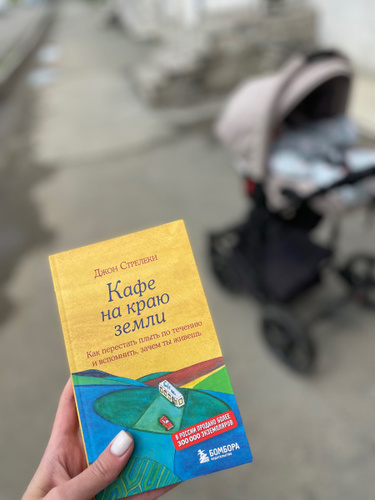 Джон Стрелеки
Кафе
на краю
земли
Как перестать плыть по течению
и вспомнить, зачем ты живешь
В РОССИИ ПРОДАНО БОЛЕЕ
300 000 ЭКЗЕМПЛЯРОВ
БОМБОРА
ИЗДАТЕЛЬСТВО